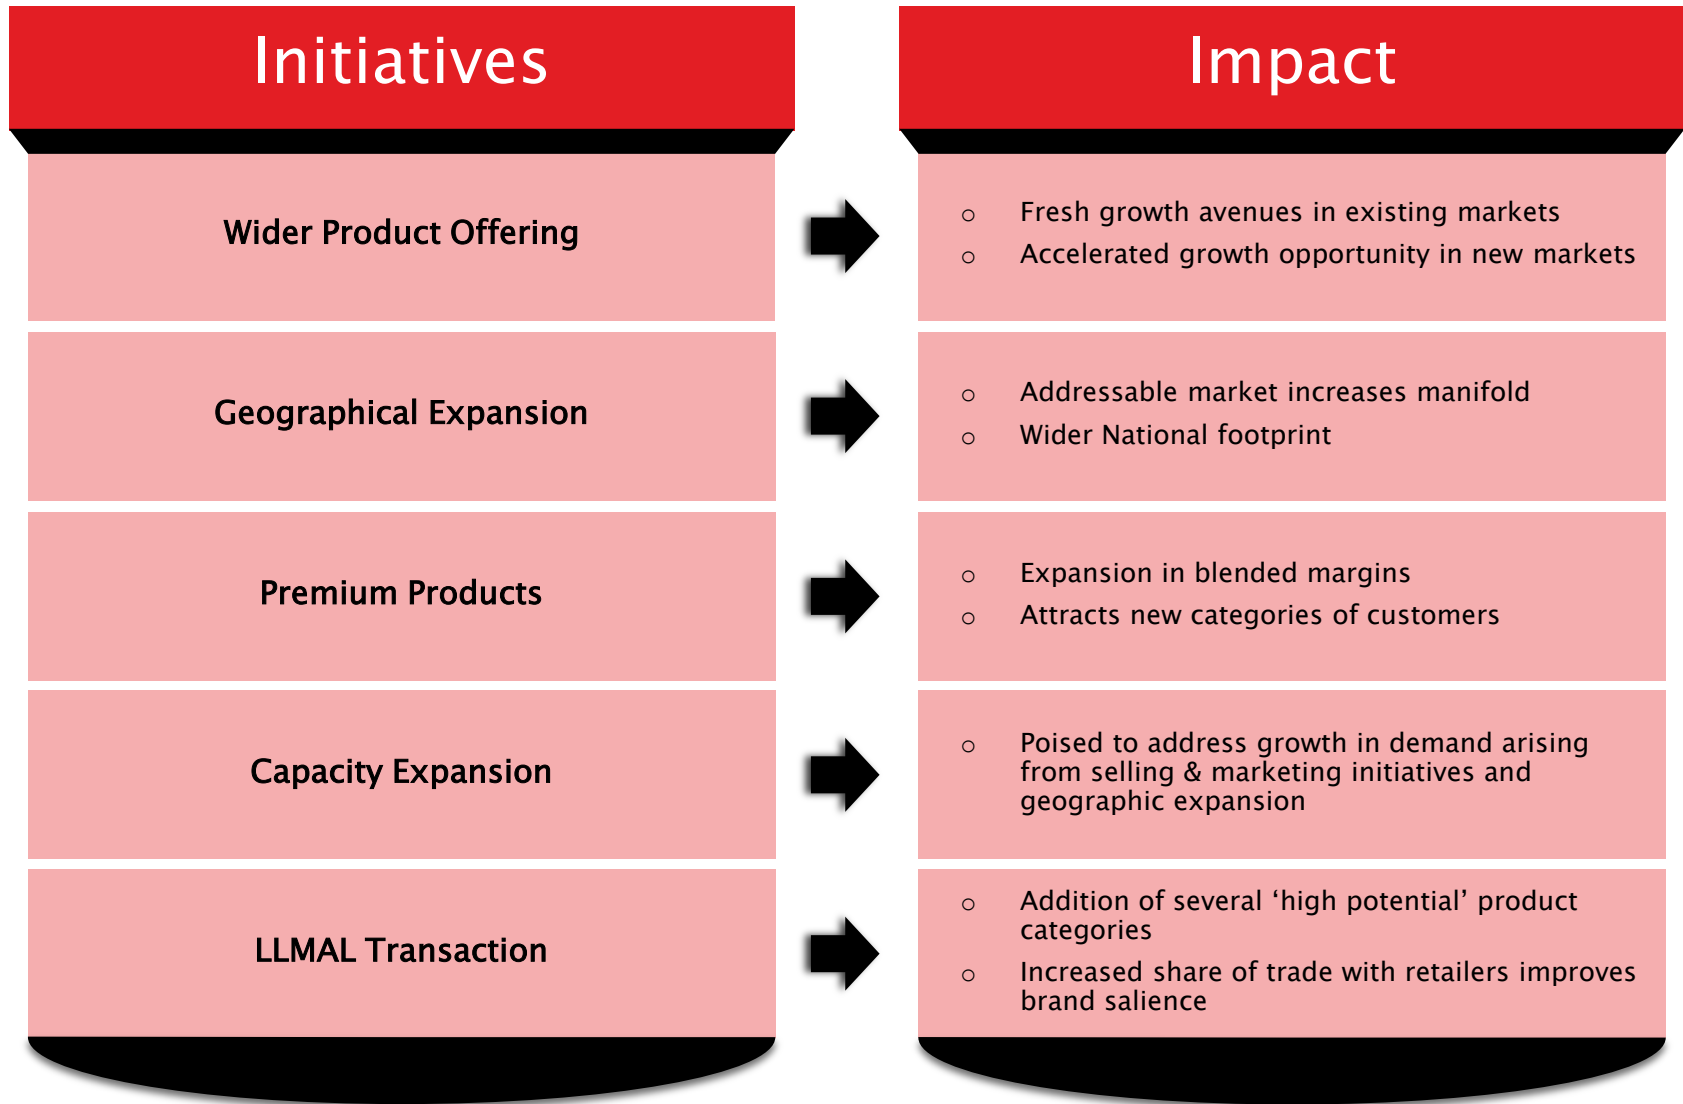 Initiatives
Impact
Wider Product Offering
o Fresh growth avenues in existing markets
o Accelerated growth opportunity in new markets
Geographical Expansion
o Addressable market increases manifold
o Wider National footprint
Premium Products
o Expansion in blended margins
o Attracts new categories of customers
Capacity Expansion
o Poised to address growth in demand arising
from selling & marketing initiatives and
geographic expansion
LLMAL Transaction
o Addition of several ‘high potential’ product
categories
o Increased share of trade with retailers improves
brand salience